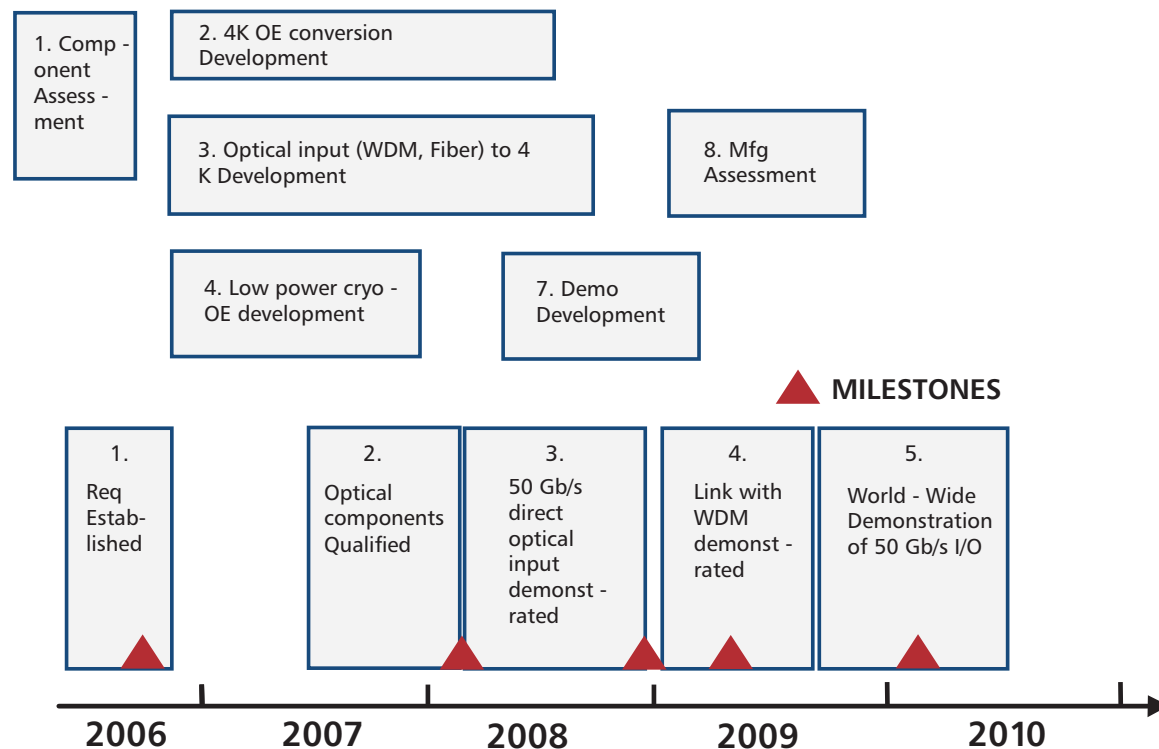 1. Comp -
onent
Assess -
ment
2. 4K OE conversion
Development
3. Optical input (WDM, Fiber) to 4
K Development
8. Mfg
Assessment
4. Low power cryo -
OE development
7. Demo
Development
MILESTONES
1.
Req
Estab-
lished
2.
Optical
components
Qualified
3.
50 Gb/s
direct
optical
input
demonst -
rated
4.
Link with
WDM
demonst -
rated
5.
World - Wide
Demonstration
of 50 Gb/s I/O
2006 2007 2008 2009 2010